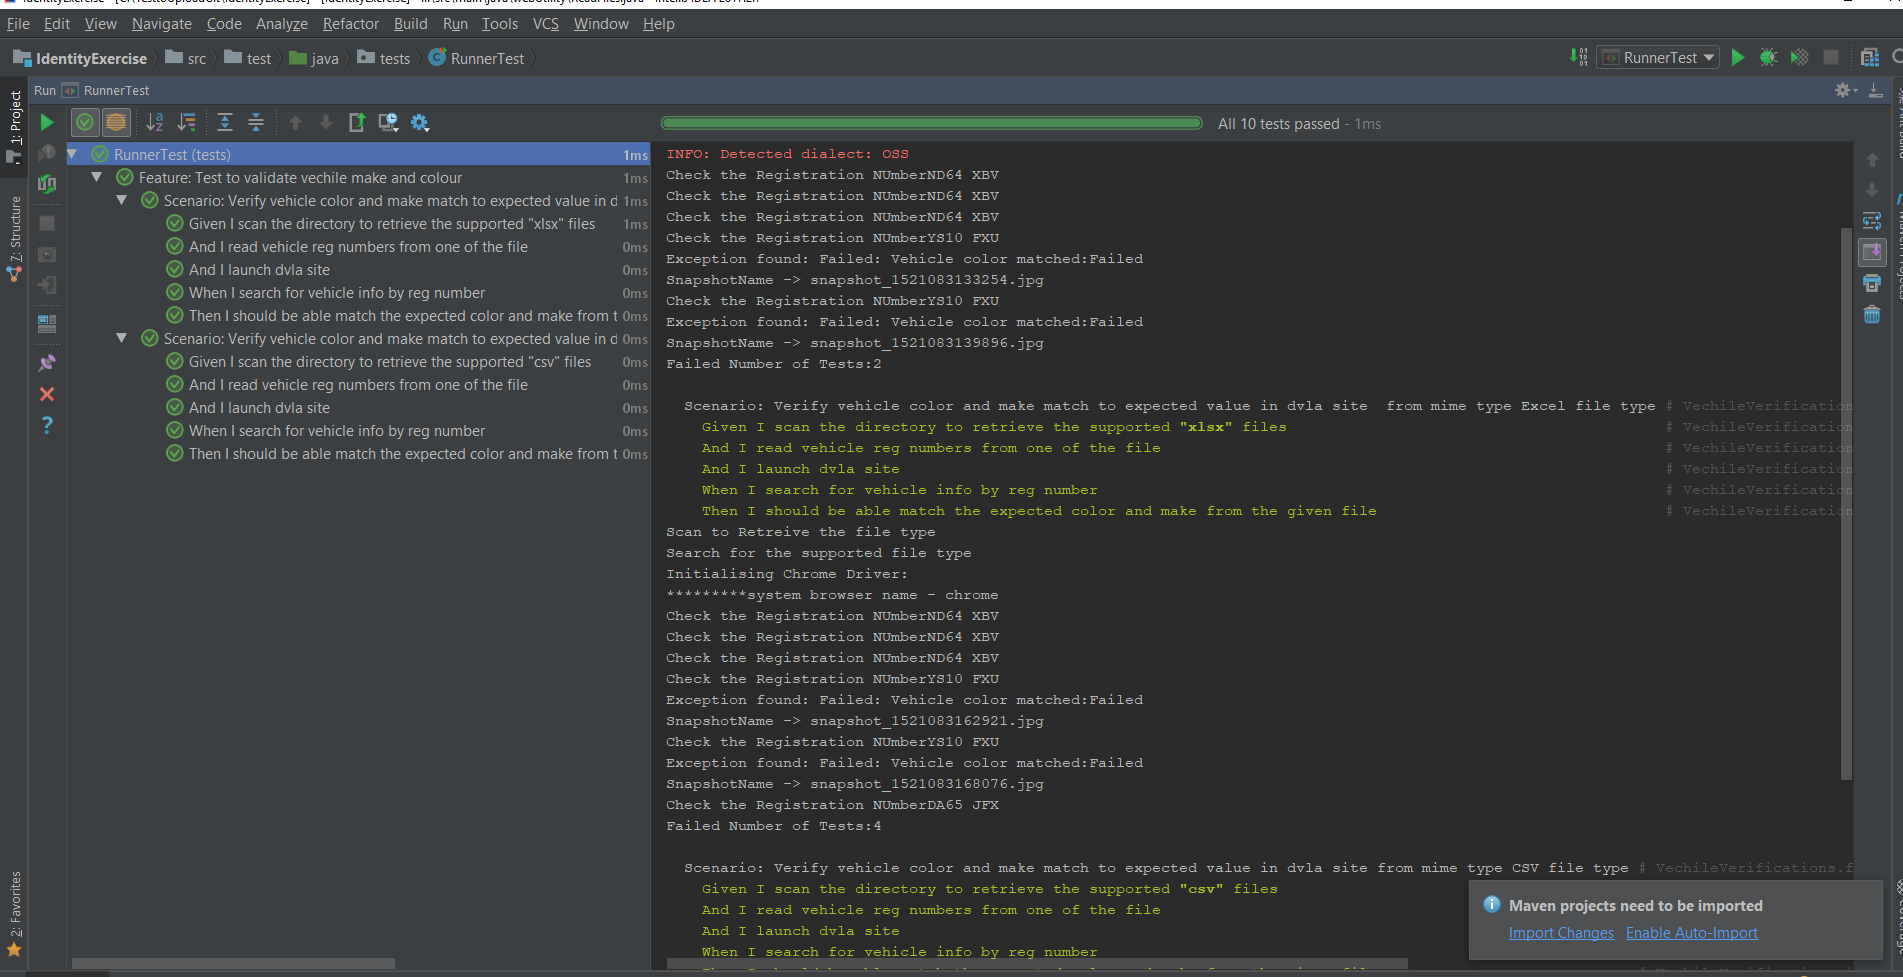 File Edit View Navigate Code Analyze Refactor Build Run Tools VCS Window Help
IdentityExercise src test java tests RunnerTest
RunnerTest
Run RunnerTest
1: Project
7: Structure
2: Favorites
All 10 tests passed - 1ms
RunnerTest (tests) 1ms
Feature: Test to validate vechile make and colour 1ms
Scenario: Verify vehicle color and make match to expected value in d 1ms
Given I scan the directory to retrieve the supported "xlsx" files 1ms
And I read vehicle reg numbers from one of the file 0ms
And I launch dvla site 0ms
When I search for vehicle info by reg number 0ms
Then I should be able match the expected color and make from t 0ms
Scenario: Verify vehicle color and make match to expected value in d 0ms
Given I scan the directory to retrieve the supported "csv" files 0ms
And I read vehicle reg numbers from one of the file 0ms
And I launch dvla site 0ms
When I search for vehicle info by reg number 0ms
Then I should be able match the expected color and make from t 0ms
INFO: Detected dialect: OSS
Check the Registration NUmberND64 XBV
Check the Registration NUmberND64 XBV
Check the Registration NUmberND64 XBV
Check the Registration NUmberYS10 FXU
Exception found: Failed: Vehicle color matched:Failed
SnapshotName -> snapshot_1521083133254.jpg
Check the Registration NUmberYS10 FXU
Exception found: Failed: Vehicle color matched:Failed
SnapshotName -> snapshot_1521083139896.jpg
Failed Number of Tests:2
Scenario: Verify vehicle color and make match to expected value in dvla site  from mime type Excel file type # VechileVerification
Given I scan the directory to retrieve the supported "xlsx" files # VechileVerification
And I read vehicle reg numbers from one of the file # VechileVerification
And I launch dvla site # VechileVerification
When I search for vehicle info by reg number # VechileVerification
Then I should be able match the expected color and make from the given file # VechileVerification
Scan to Retreive the file type
Search for the supported file type
Initialising Chrome Driver:
*********system browser name - chrome
Check the Registration NUmberND64 XBV
Check the Registration NUmberND64 XBV
Check the Registration NUmberND64 XBV
Check the Registration NUmberYS10 FXU
Exception found: Failed: Vehicle color matched:Failed
SnapshotName -> snapshot_1521083162921.jpg
Check the Registration NUmberYS10 FXU
Exception found: Failed: Vehicle color matched:Failed
SnapshotName -> snapshot_1521083168076.jpg
Check the Registration NUmberDA65 JFX
Failed Number of Tests:4
Scenario: Verify vehicle color and make match to expected value in dvla site from mime type CSV file type # VechileVerifications.f
Given I scan the directory to retrieve the supported "csv" files
And I read vehicle reg numbers from one of the file
And I launch dvla site
When I search for vehicle info by reg number
Maven projects need to be imported
Import Changes Enable Auto-Import